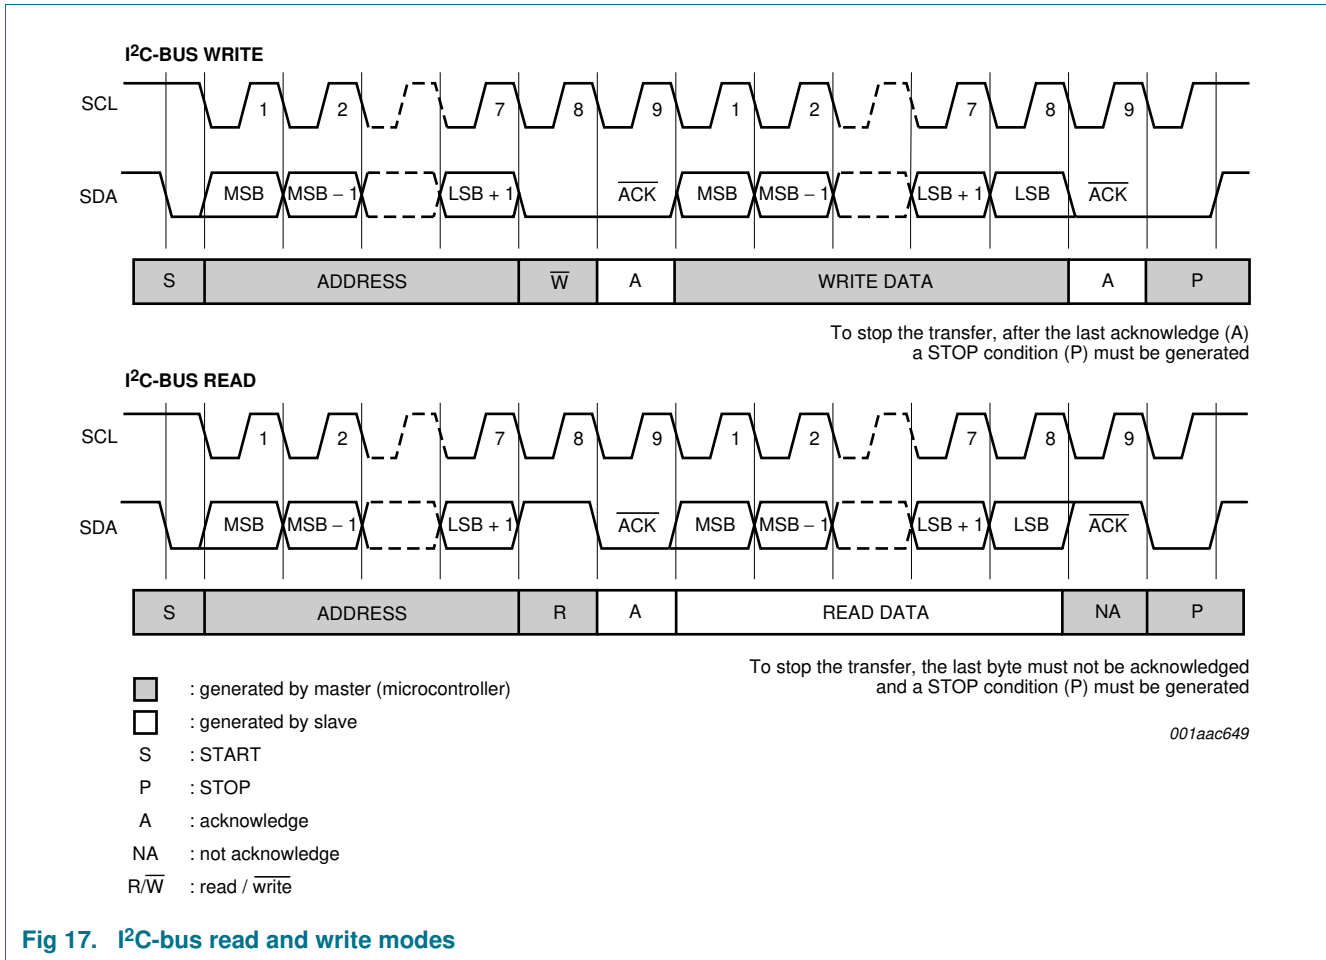 I²C-BUS WRITE
SCL 1 2 7 8 9 1 2 7 8 9
SDA MSB MSB − 1 LSB + 1 ACK MSB MSB − 1 LSB + 1 LSB ACK
S ADDRESS W A WRITE DATA A P
To stop the transfer, after the last acknowledge (A)
a STOP condition (P) must be generated
I²C-BUS READ
SCL 1 2 7 8 9 1 2 7 8 9
SDA MSB MSB − 1 LSB + 1 ACK MSB MSB − 1 LSB + 1 LSB ACK
S ADDRESS R A READ DATA NA P
To stop the transfer, the last byte must not be acknowledged
and a STOP condition (P) must be generated
: generated by master (microcontroller)
: generated by slave
001aac649
S : START
P : STOP
A : acknowledge
NA : not acknowledge
R/W : read / write
Fig 17. I²C-bus read and write modes